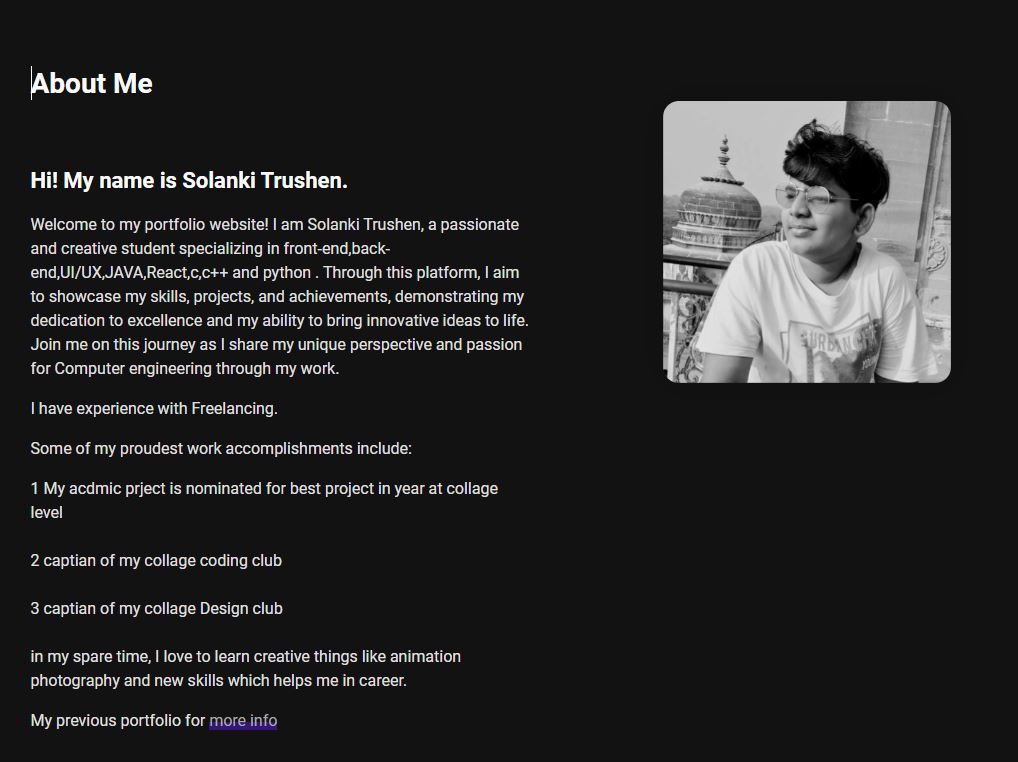 About Me
Hi! My name is Solanki Trushen.
Welcome to my portfolio website! I am Solanki Trushen, a passionate
and creative student specializing in front-end,back-
end,UI/UX,JAVA,React,c,c++ and python . Through this platform, I aim
to showcase my skills, projects, and achievements, demonstrating my
dedication to excellence and my ability to bring innovative ideas to life.
Join me on this journey as I share my unique perspective and passion
for Computer engineering through my work.
I have experience with Freelancing.
Some of my proudest work accomplishments include:
1 My acdmic prject is nominated for best project in year at collage
level
2 captian of my collage coding club
3 captian of my collage Design club
in my spare time, I love to learn creative things like animation
photography and new skills which helps me in career.
My previous portfolio for more info